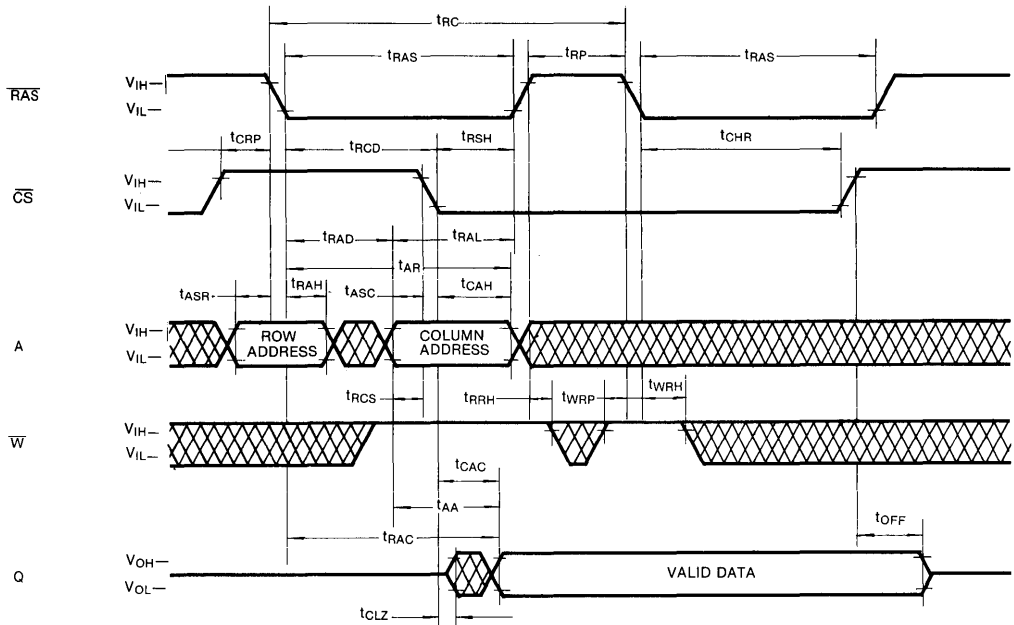 tRC
tRAS tRP tRAS
RAS
VIH—
VIL—
tCRP tRCD tRSH tCHR
CS
VIH—
VIL—
tRAD tRAL
tAR
tASR tRAH tASC tCAH
A
VIH—
VIL—
ROW
ADDRESS
COLUMN
ADDRESS
tRCS tRRH tWRP tWRH
W
VIH—
VIL—
tCAC
tAA
tRAC
tOFF
Q
VOH—
VOL—
VALID DATA
tCLZ